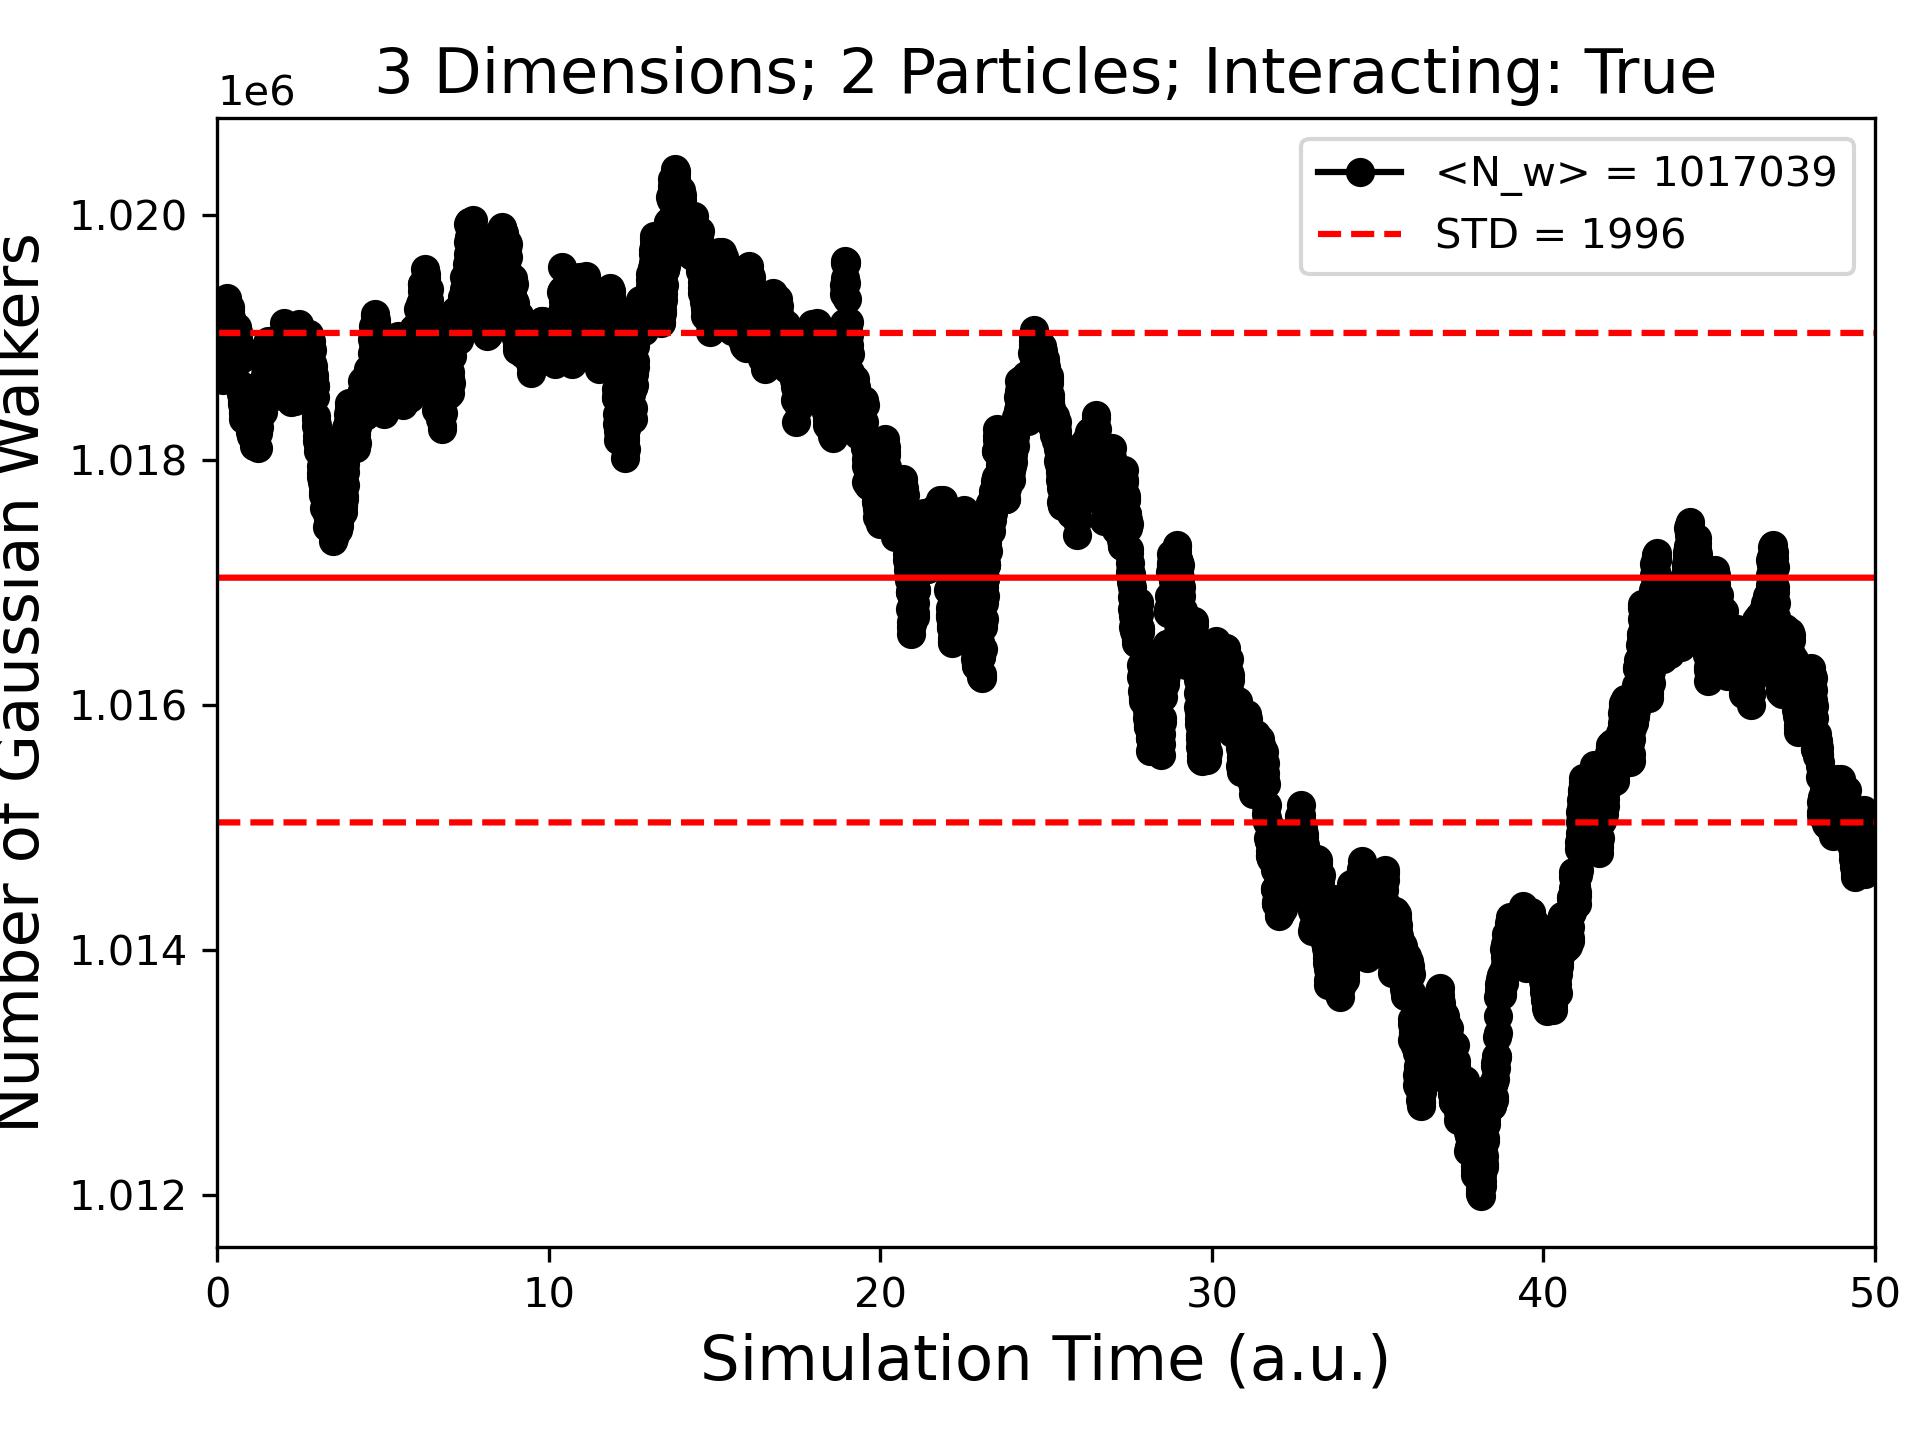 3 Dimensions; 2 Particles; Interacting: True
1e6
<N_w> = 1017039
STD = 1996
Number of Gaussian Walkers
1.020
1.018
1.016
1.014
1.012
0 10 20 30 40 50
Simulation Time (a.u.)